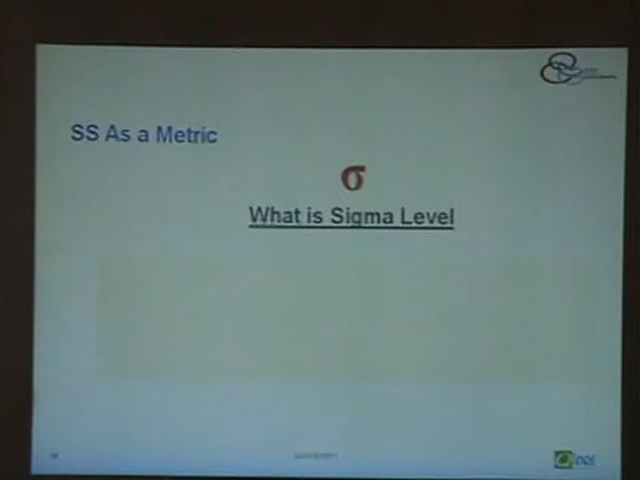 SS As a Metric
σ
What is Sigma Level